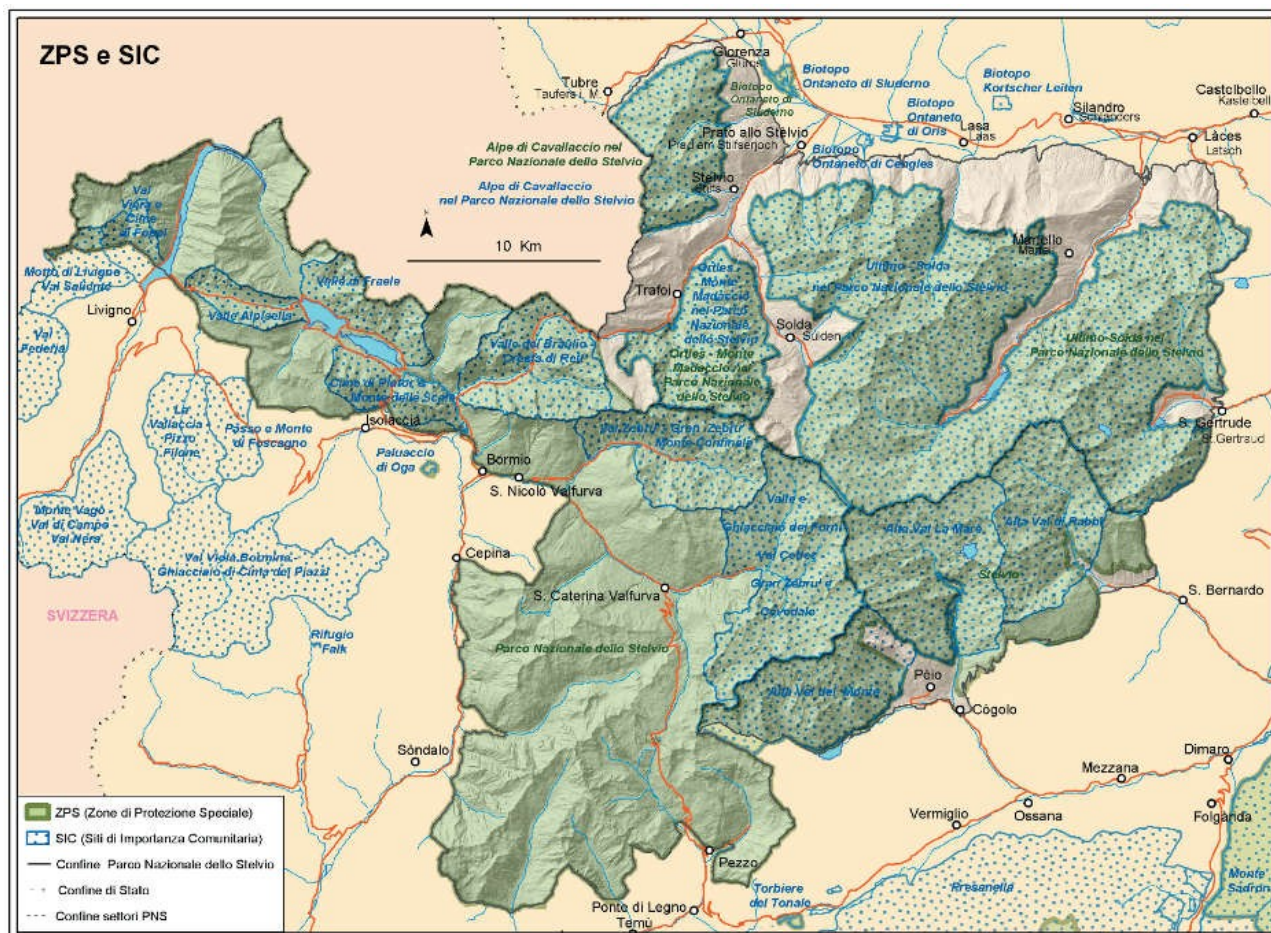 ZPS e SIC
Glorenza
Glurns
Tubre
Taufers i. M.
Biotopo
Ontaneto di Sluderno
Biotopo
Ontaneto di
Sluderno
Biotopo
Kortscher Leiten
Castelbello
Kastelbell
Silandro
Schlanders
Biotopo
Ontaneto
di Oris
Lasa
Laas
Làces
Latsch
Prato allo Stelvio
Biotopo
Ontaneto di Cengles
Alpe di Cavallaccio nel
Parco Nazionale dello Stelvio
Alpe di Cavallaccio
nel Parco Nazionale dello Stelvio
Stelvio
Stilfs
10 Km
Val
Viera e
Cime
di Fopel
Motto di Livigno
Val Saliente
Livigno
Val
Federia
Valle Alpisella
Valle di Fraele
Martello
Martell
Ultimo - Solda
nel Parco Nazionale dello Stelvio
Trafoi
Ortles -
Monte
Madaccio
nel Parco
Nazionale
dello Stelvio
Solda
Sulden
Ortles - Monte
Madaccio nel
Parco Nazionale
dello Stelvio
Ultimo-Solda nel
Parco Nazionale dello Stelvio
Valle del Braulio -
Cresta di Reit
Cime di Plator e
Monte delle Scale
Isolaccia
La
Vallaccia -
Pizzo
Filone
Passo e Monte
di Foscagno
Paluaccio
di Oga
Bormio
S. Nicolò Valfurva
Val Zebrù - Gran Zebrù -
Monte Confinale
S. Gertrude
St.Gertraud
Monte Vago
Val di Campo
Val Nera
Val Viola Bormina
Ghiacciaio di Cima dei Piazzi
Cepina
Valle e
Ghiacciaio dei Forni
Val Cedec
Gran Zebru' e
Cevedale
Alta Val La Mare
Alta Val di Rabbi
Stelvio
S. Caterina Valfurva
S. Bernardo
SVIZZERA
Rifugio
Falk
Parco Nazionale dello Stelvio
Alta Val del Monte
Pèio
Cógolo
Sòndalo
Dimaro
Mezzana
Vermiglio
Ossana
Folgàrida
Pezzo
Ponte di Legno
Temù
Torbiere
del Tonale
Presanella
Monte
Sadron
ZPS (Zone di Protezione Speciale)
SIC (Siti di Importanza Comunitaria)
Confine Parco Nazionale dello Stelvio
Confine di Stato
Confine settori PNS